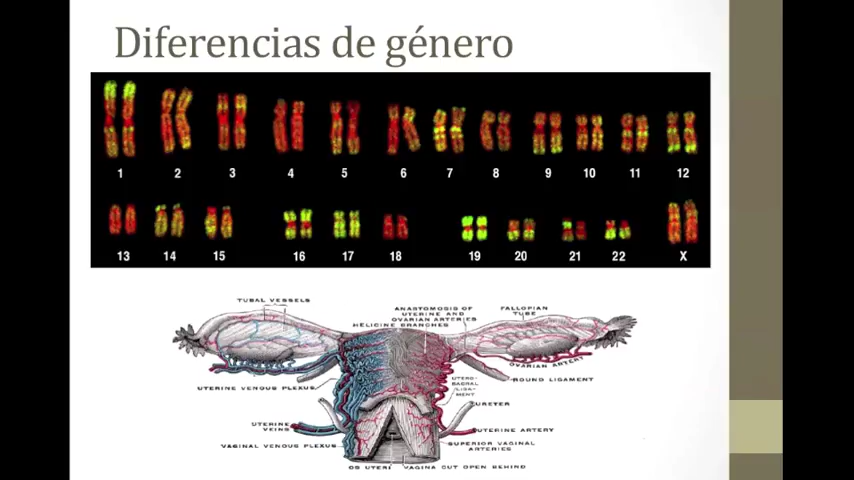 Diferencias de género
1 2 3 4 5 6 7 8 9 10 11 12
13 14 15 16 17 18 19 20 21 22 X
TUBAL VESSELS
ANASTOMOSIS OF
UTERINE AND
OVARIAN ARTERIES
HELICINE BRANCHES
FALLOPIAN
TUBE
OVARIAN ARTERY
UTERINE VENOUS PLEXUS
ROUND LIGAMENT
UTERO-
SACRAL
LIGA-
MENT
URETER
UTERINE
VEINS
UTERINE ARTERY
VAGINAL VENOUS PLEXUS
SUPERIOR VAGINAL
ARTERIES
OS UTERI
VAGINA CUT OPEN BEHIND